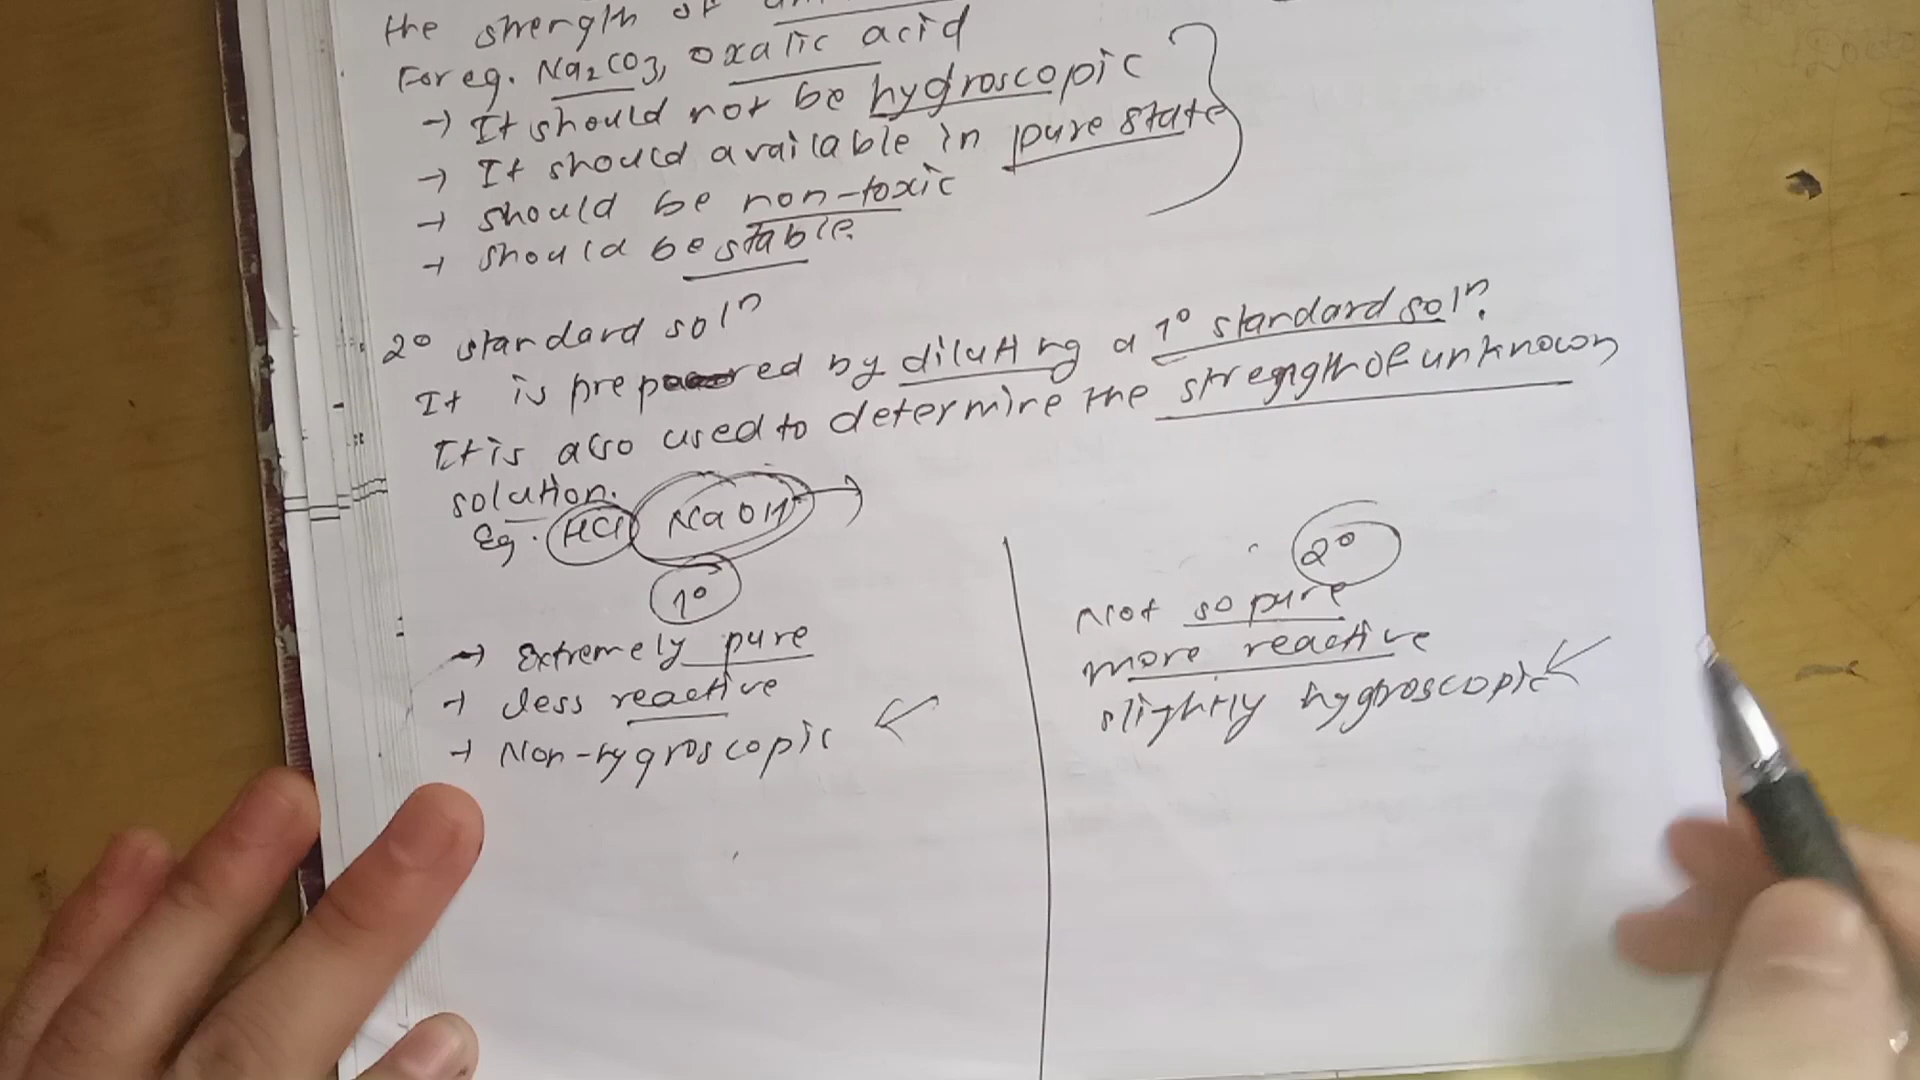 the strength of
For eg. Na2CO3, oxalic acid
→ It should not be hygroscopic
→ It should available in pure state
→ should be non-toxic
→ should be stable.
2° standard solⁿ
It is prepared by diluting a 1° standard solⁿ.
It is also used to determine the strength of unknown
solution.
Eg. HCl, NaOH →
1°
→ Extremely pure
→ less reactive
→ Non-hygroscopic
2°
Not so pure
more reactive
slightly hygroscopic